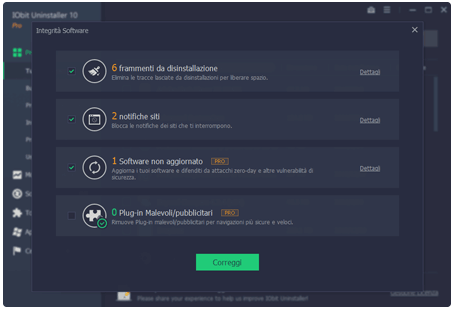 IObit Uninstaller 10
Pro
Integrità Software
6 frammenti da disinstallazione
Elimina le tracce lasciate da disinstallazioni per liberare spazio.
Dettagli
2 notifiche siti
Blocca le notifiche dei siti che ti interrompono.
Dettagli
1 Software non aggiornato PRO
Aggiorna i tuoi software e difenditi da attacchi zero-day e altre vulnerabilità di
sicurezza.
Dettagli
0 Plug-in Malevoli/pubblicitari PRO
Rimuove Plug-in malevoli/pubblicitari per navigazioni più sicure e veloci.
Correggi
Please share your experience to help us improve IObit Uninstaller!